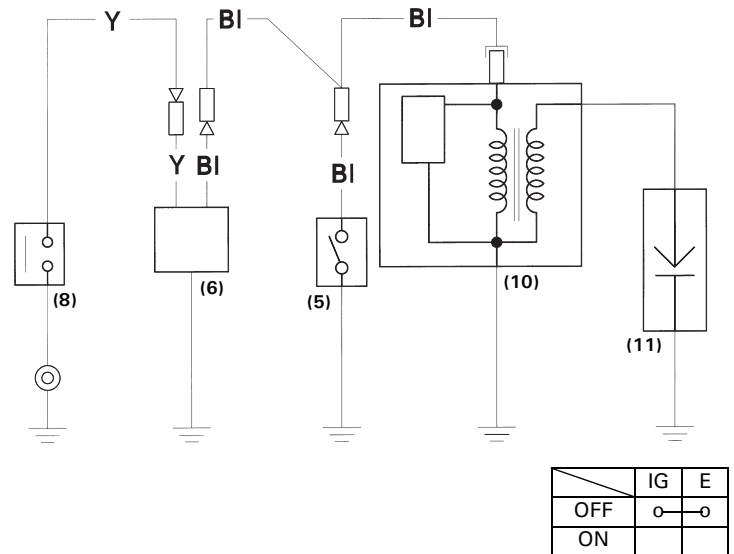 Y
Bl
Bl
Y Bl
Bl
(8)
(6)
(5)
(10)
(11)
IG E
OFF
ON